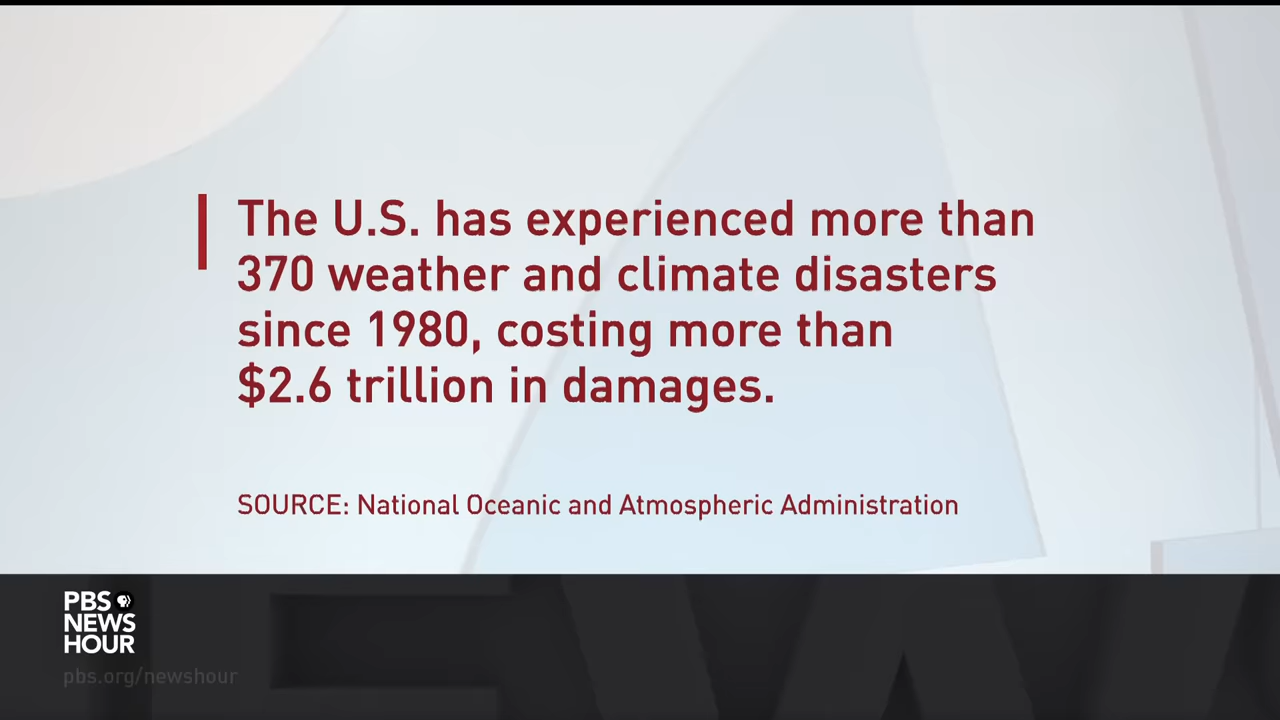 The U.S. has experienced more than
370 weather and climate disasters
since 1980, costing more than
$2.6 trillion in damages.
SOURCE: National Oceanic and Atmospheric Administration
PBS
NEWS
HOUR
pbs.org/newshour